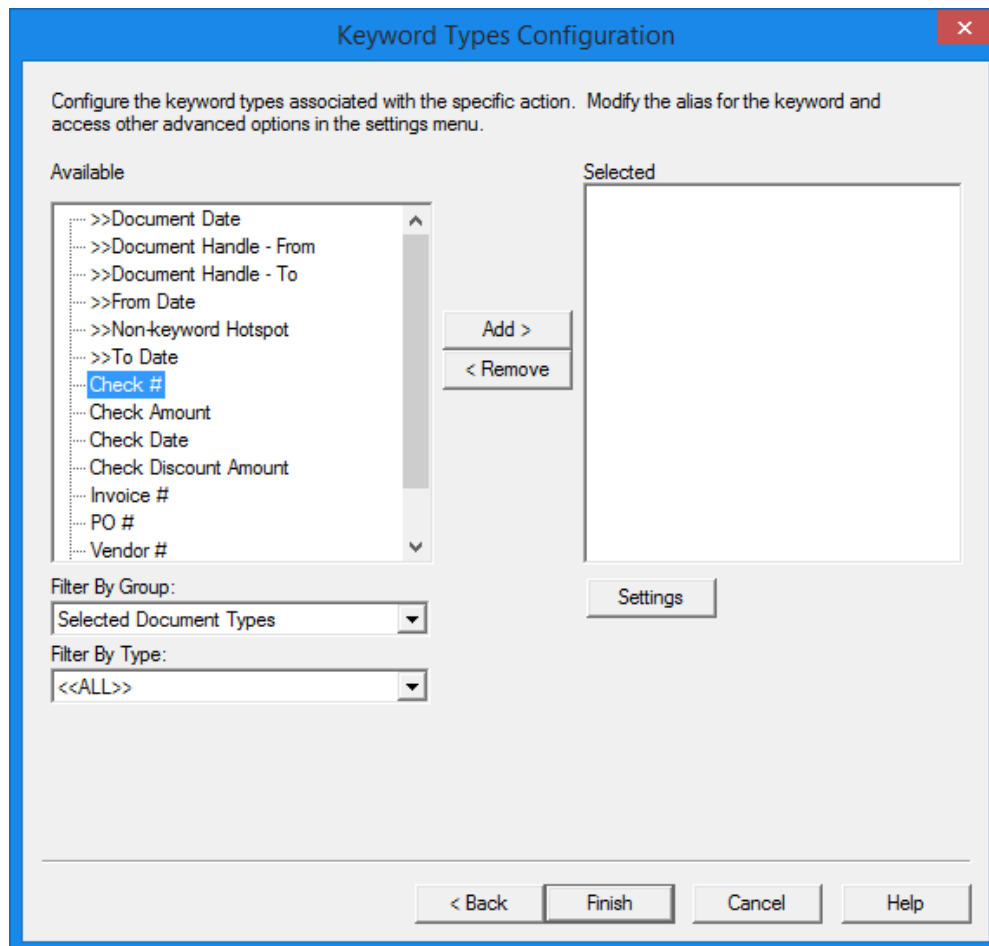 Keyword Types Configuration
Configure the keyword types associated with the specific action.  Modify the alias for the keyword and
access other advanced options in the settings menu.
Available
Selected
>>Document Date
>>Document Handle - From
>>Document Handle - To
>>From Date
>>Non-keyword Hotspot
>>To Date
Check #
Check Amount
Check Date
Check Discount Amount
Invoice #
PO #
Vendor #
Add >
< Remove
Filter By Group:
Selected Document Types
Filter By Type:
<<ALL>>
Settings
< Back
Finish
Cancel
Help